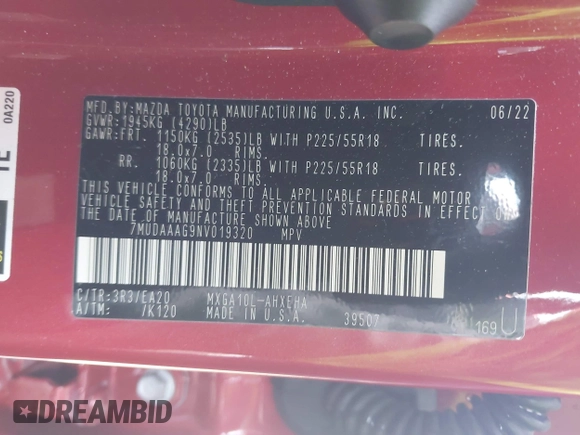 MFD.BY:MAZDA TOYOTA MANUFACTURING U.S.A. INC. 06/22
GVWR:1945KG (4290)LB
GAWR:FRT. 1150KG (2535)LB WITH P225/55R18 TIRES.
18.0x7.0 RIMS.
RR. 1060KG (2335)LB WITH P225/55R18 TIRES.
18.0x7.0 RIMS.
THIS VEHICLE CONFORMS TO ALL APPLICABLE FEDERAL MOTOR
VEHICLE SAFETY AND THEFT PREVENTION STANDARDS IN EFFECT ON
THE DATE OF MANUFACTURE SHOWN ABOVE
7MUDAAAG9NV019320 MPV
C/TR:3R3/EA20 MXGA10L-AHXEHA
A/TM: /K120 MADE IN U.S.A. 39507 169 U
0A220
DREAMBID